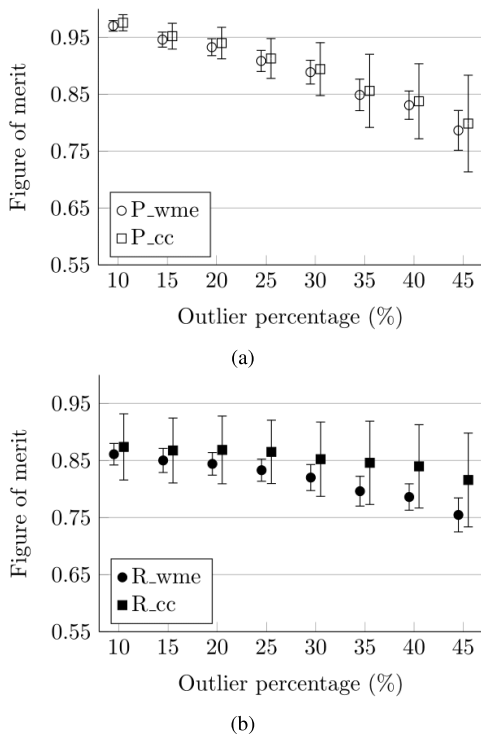 0.95
0.85
0.75
0.65
0.55
Figure of merit
P_wme
P_cc
10 15 20 25 30 35 40 45
Outlier percentage (%)
(a)
0.95
0.85
0.75
0.65
0.55
Figure of merit
R_wme
R_cc
10 15 20 25 30 35 40 45
Outlier percentage (%)
(b)